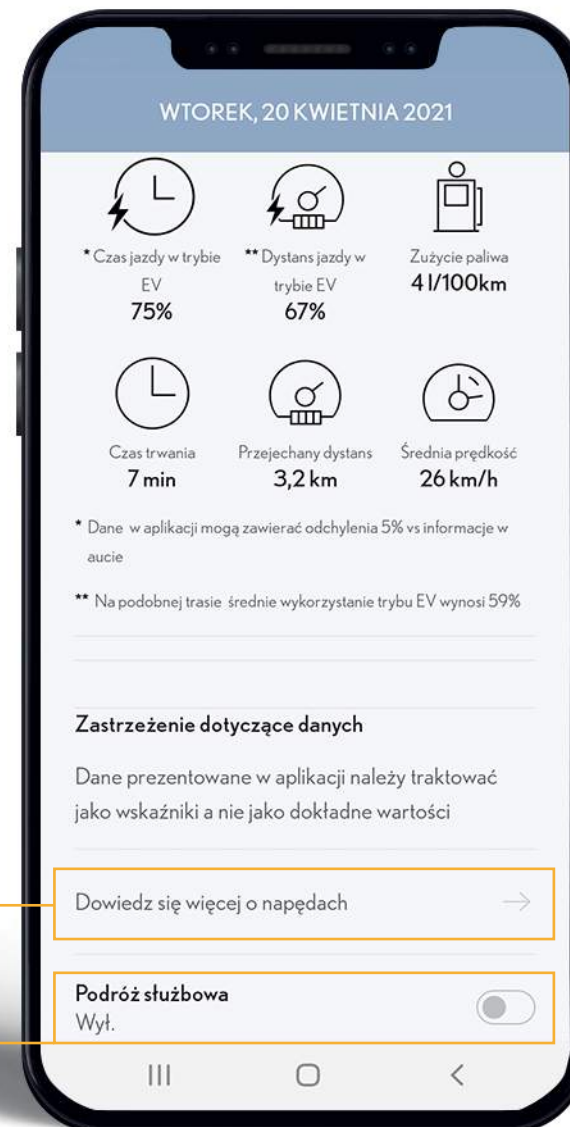 WTOREK, 20 KWIETNIA 2021
* Czas jazdy w trybie
EV
75%
** Dystans jazdy w
trybie EV
67%
Zużycie paliwa
4 l/100km
Czas trwania
7 min
Przejechany dystans
3,2 km
Średnia prędkość
26 km/h
* Dane w aplikacji mogą zawierać odchylenia 5% vs informacje w
aucie
** Na podobnej trasie średnie wykorzystanie trybu EV wynosi 59%
Zastrzeżenie dotyczące danych
Dane prezentowane w aplikacji należy traktować
jako wskaźniki a nie jako dokładne wartości
Dowiedz się więcej o napędach
Podróż służbowa
Wył.